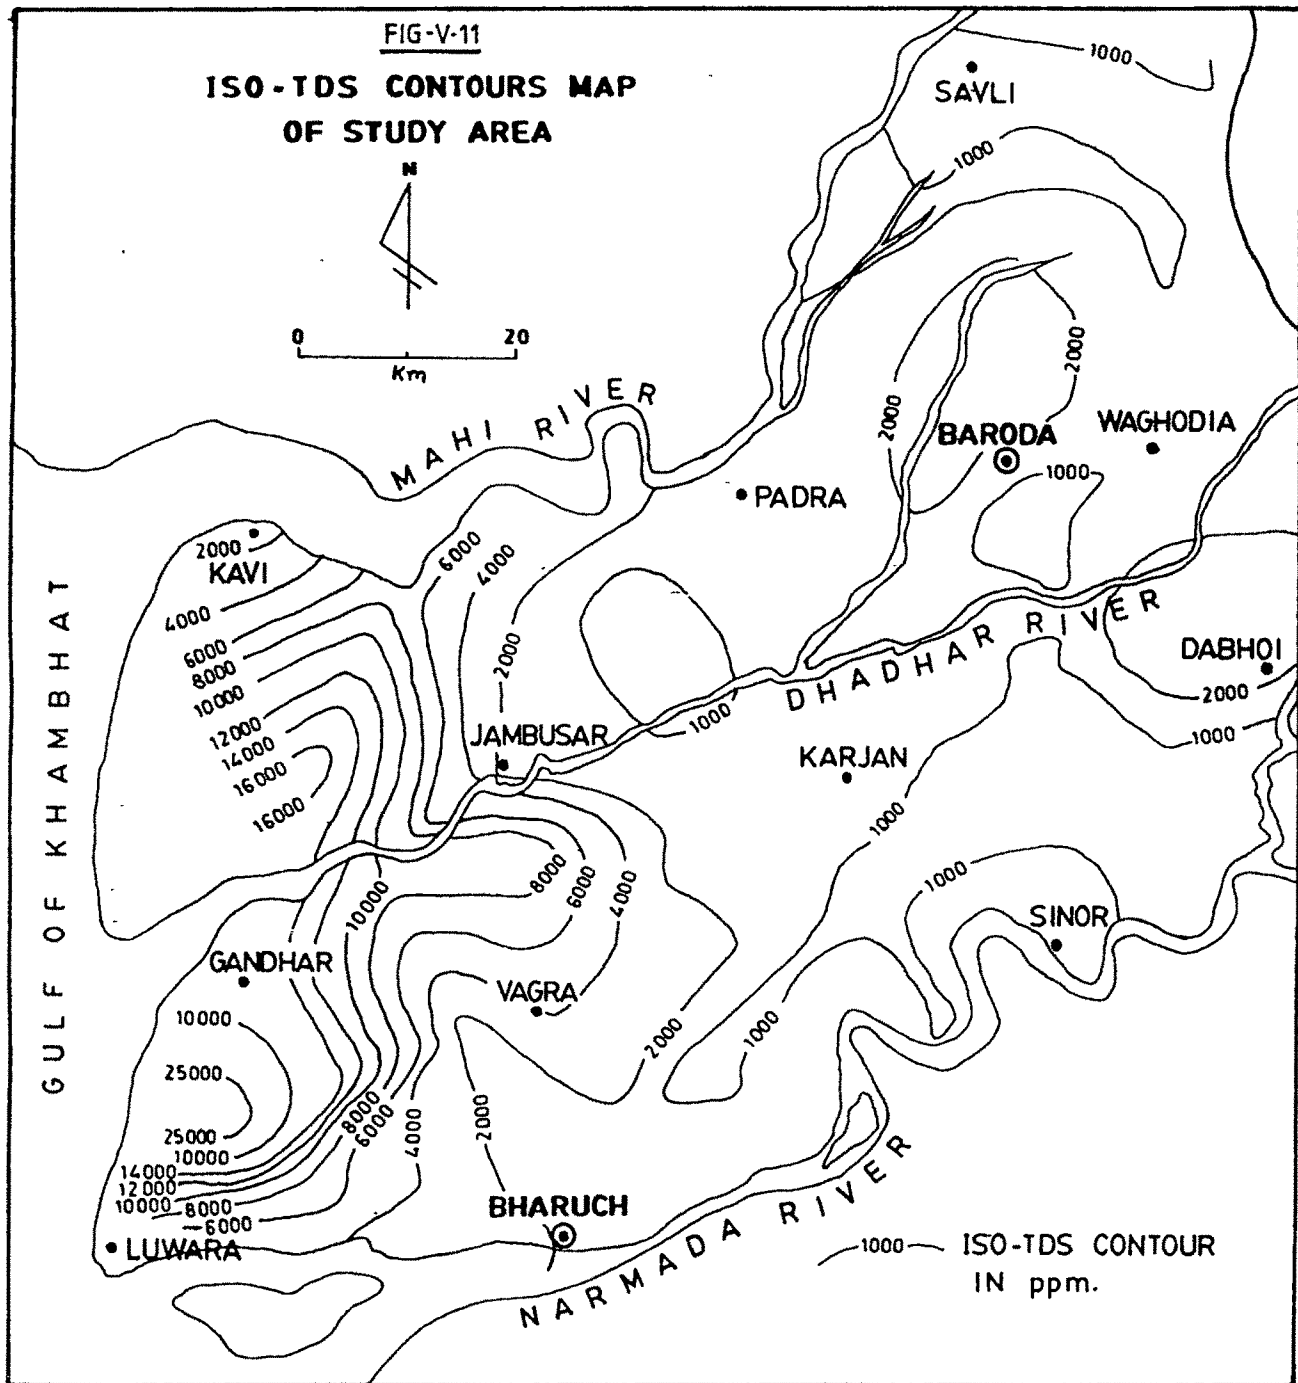 FIG-V-11
ISO-TDS CONTOURS MAP
OF STUDY AREA
N
0 20
Km
1000
SAVLI
1000
MAHI RIVER
2000
2000
BARODA
WAGHODIA
1000
PADRA
2000
KAVI
4000
6000
8000
10000
12000
14000
16000
16000
6000
4000
2000
GULF OF KHAMBHAT
DHADHAR RIVER
DABHOI
2000
1000
1000
JAMBUSAR
KARJAN
1000
8000
6000
4000
10000
1000
SINOR
GANDHAR
VAGRA
10000
25000
25000
10000
14000
12000
10000
8000
6000
8000
6000
4000
2000
2000
1000
LUWARA
BHARUCH
NARMADA RIVER
1000 ISO-TDS CONTOUR
IN ppm.